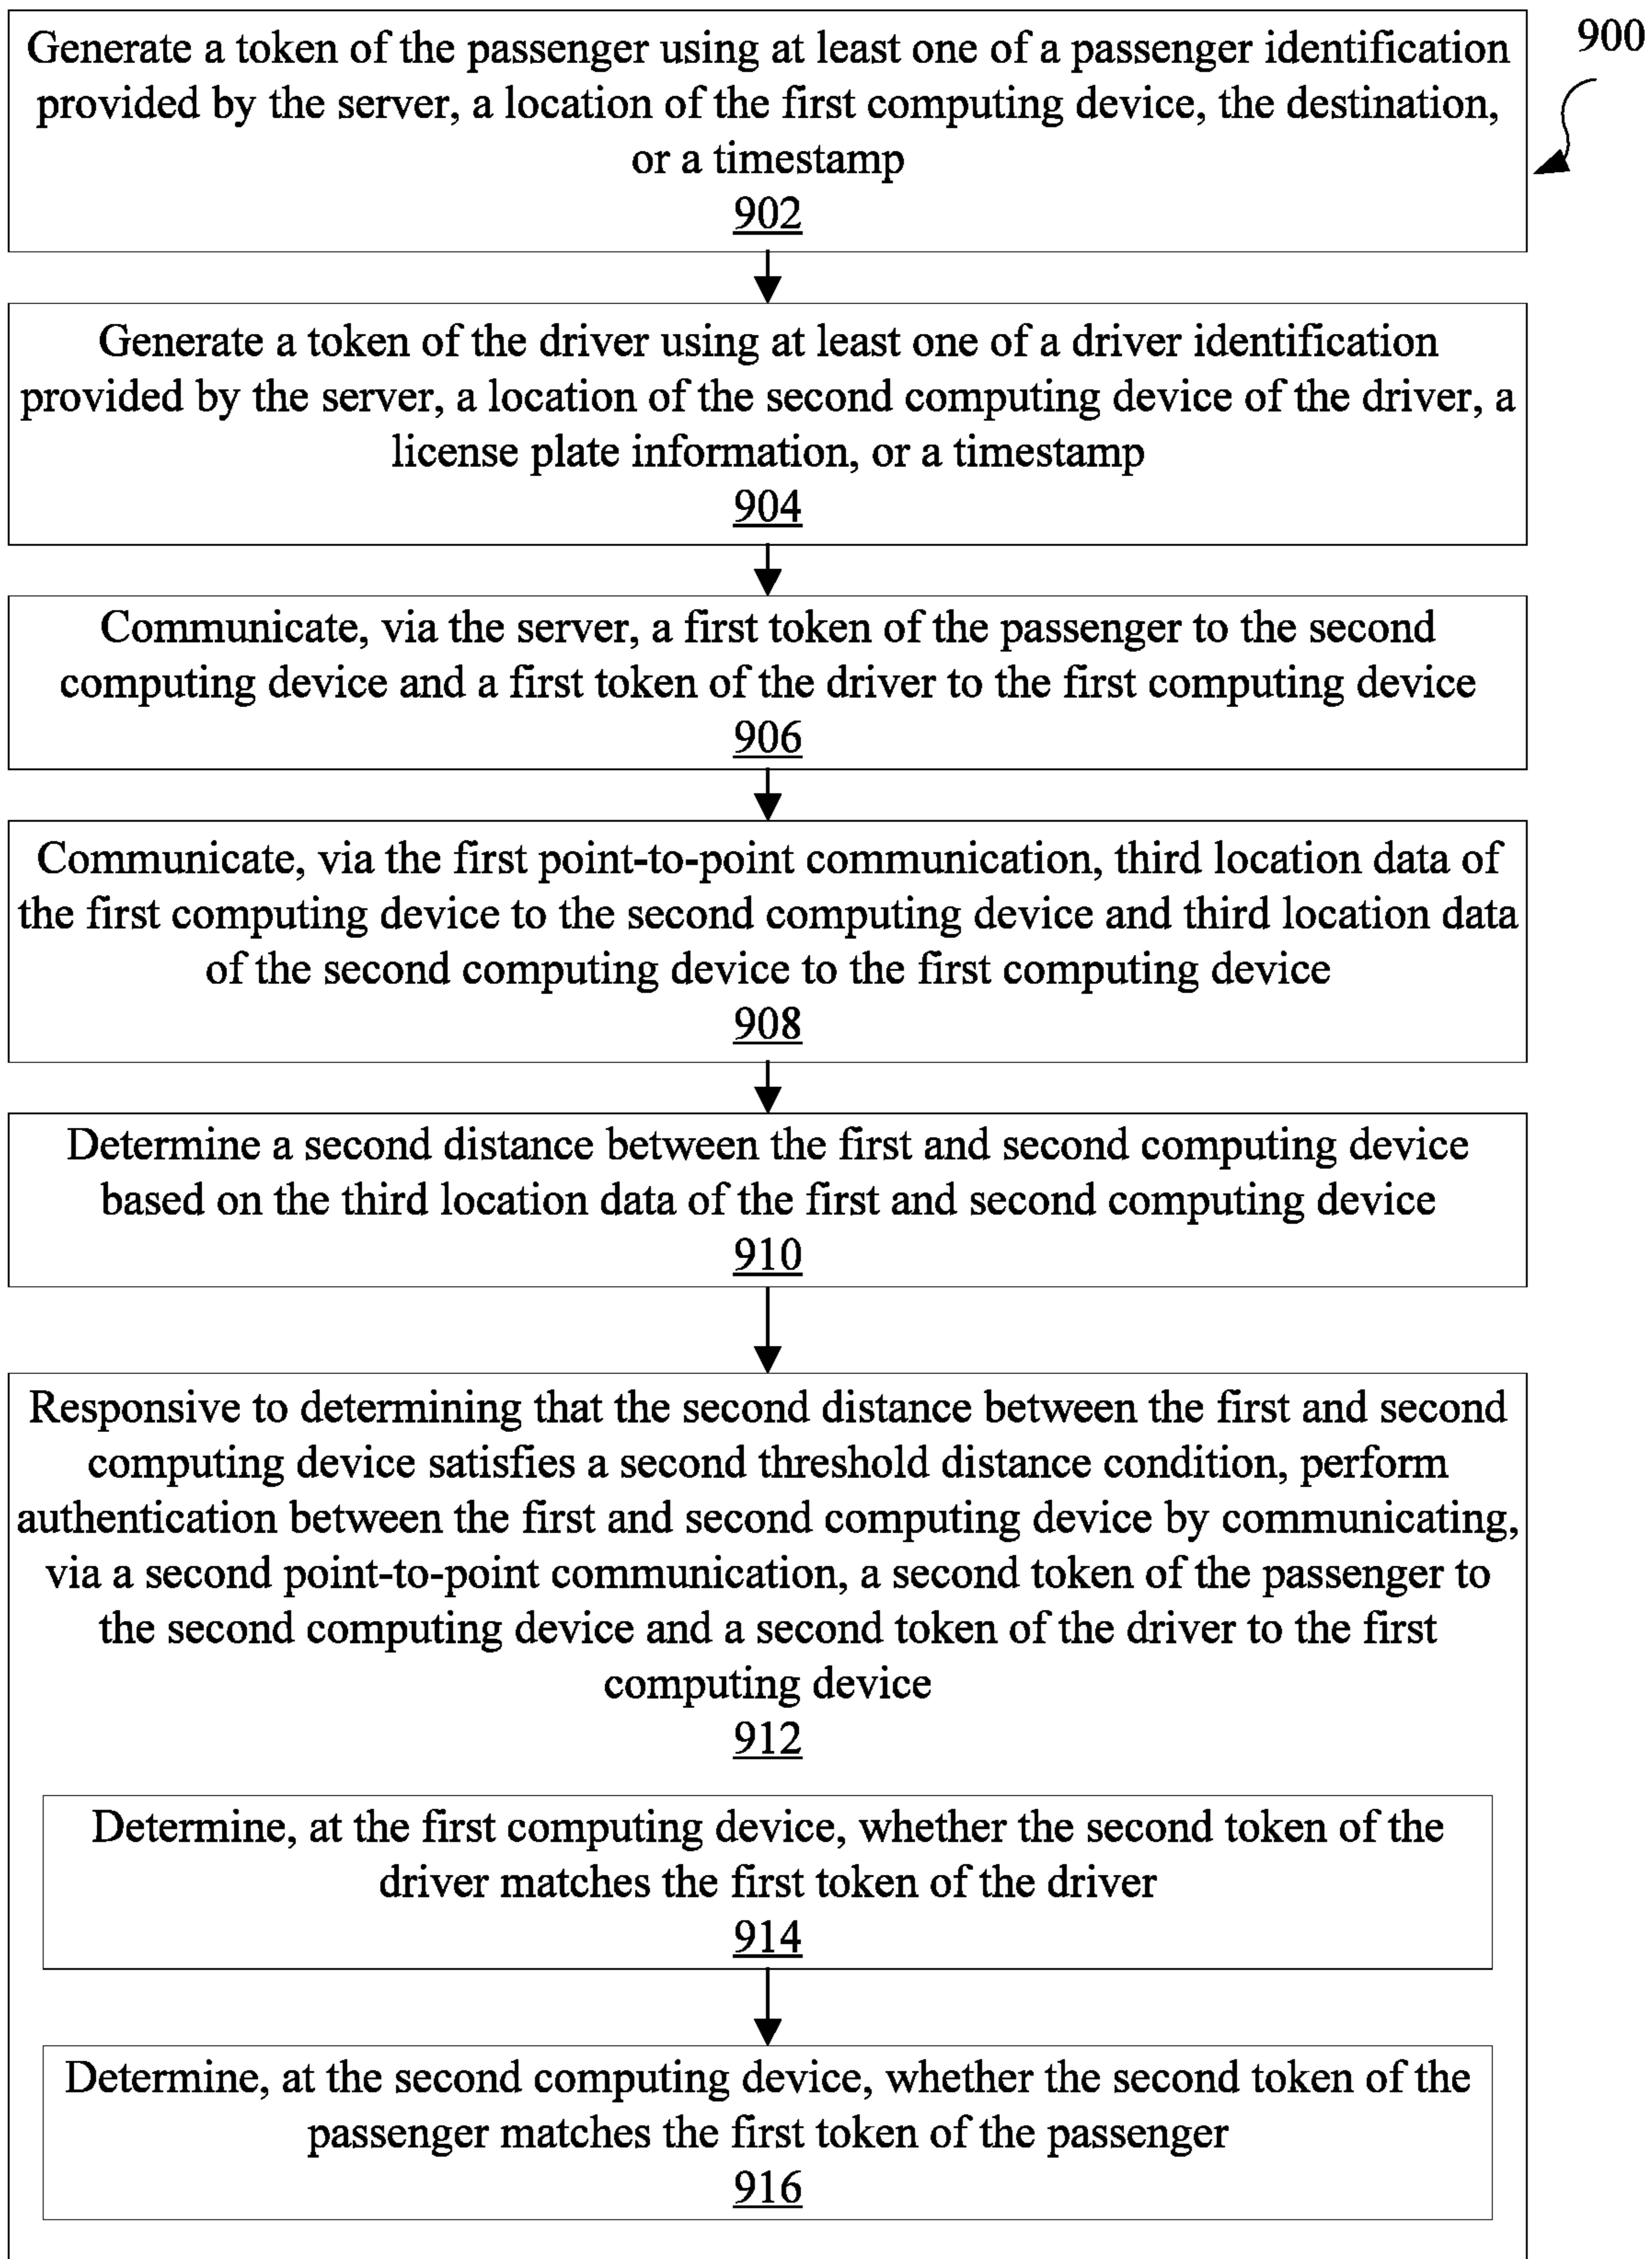 900
Generate a token of the passenger using at least one of a passenger identification
provided by the server, a location of the first computing device, the destination,
or a timestamp
902
Generate a token of the driver using at least one of a driver identification
provided by the server, a location of the second computing device of the driver, a
license plate information, or a timestamp
904
Communicate, via the server, a first token of the passenger to the second
computing device and a first token of the driver to the first computing device
906
Communicate, via the first point-to-point communication, third location data of
the first computing device to the second computing device and third location data
of the second computing device to the first computing device
908
Determine a second distance between the first and second computing device
based on the third location data of the first and second computing device
910
Responsive to determining that the second distance between the first and second
computing device satisfies a second threshold distance condition, perform
authentication between the first and second computing device by communicating,
via a second point-to-point communication, a second token of the passenger to
the second computing device and a second token of the driver to the first
computing device
912
Determine, at the first computing device, whether the second token of the
driver matches the first token of the driver
914
Determine, at the second computing device, whether the second token of the
passenger matches the first token of the passenger
916